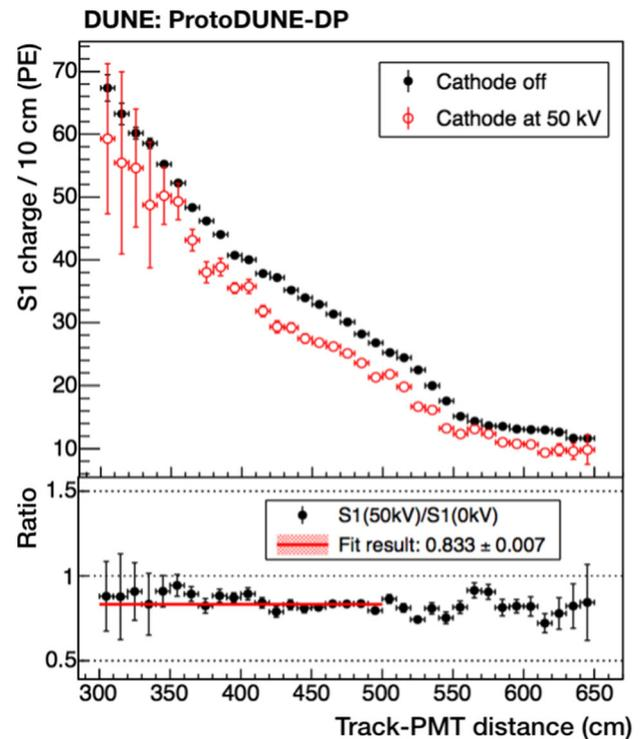 DUNE: ProtoDUNE-DP
S1 charge / 10 cm (PE)
70
60
50
40
30
20
10
Cathode off
Cathode at 50 kV
Ratio
1.5
1
0.5
S1(50kV)/S1(0kV)
Fit result: 0.833 ± 0.007
300 350 400 450 500 550 600 650
Track-PMT distance (cm)